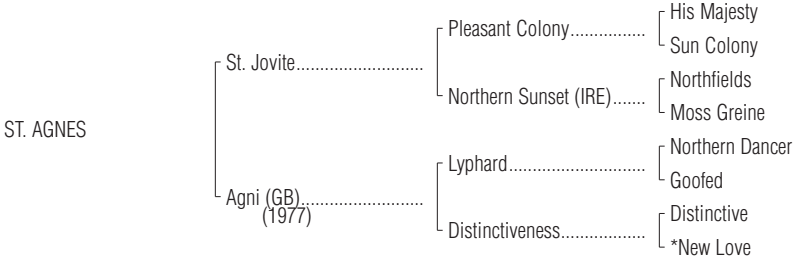 His Majesty
Pleasant Colony................
Sun Colony
St. Jovite...........................
Northfields
Northern Sunset (IRE).......
Moss Greine
ST. AGNES
Northern Dancer
Lyphard.............................
Goofed
Agni (GB)..........................
(1977)
Distinctive
Distinctiveness..................
*New Love